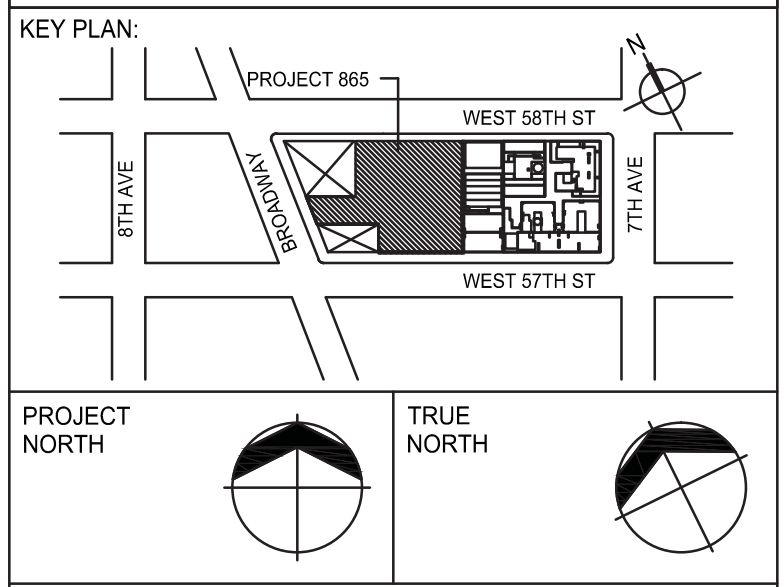 KEY PLAN:
N
PROJECT 865
WEST 58TH ST
8TH AVE
BROADWAY
7TH AVE
WEST 57TH ST
PROJECT
NORTH
TRUE
NORTH